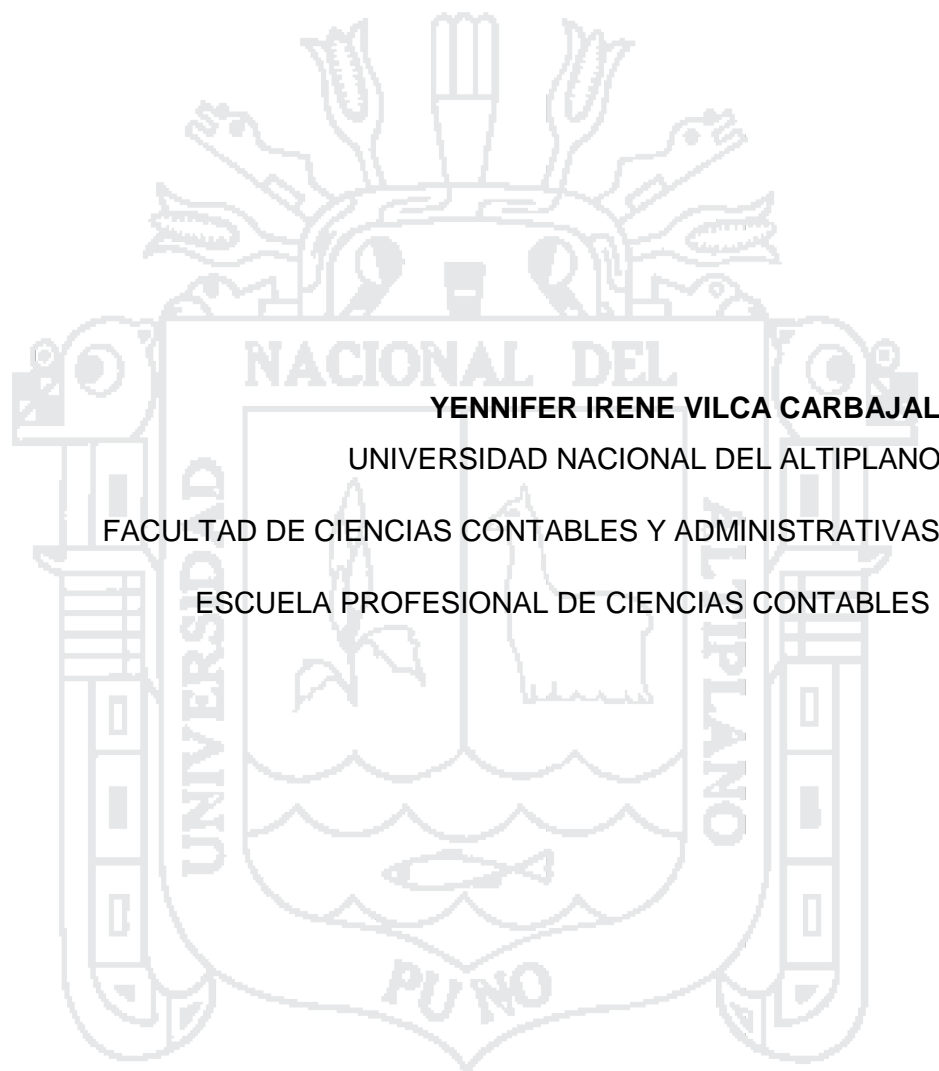 NACIONAL DEL
YENNIFER IRENE VILCA CARBAJAL
UNIVERSIDAD NACIONAL DEL ALTIPLANO
FACULTAD DE CIENCIAS CONTABLES Y ADMINISTRATIVAS
ESCUELA PROFESIONAL DE CIENCIAS CONTABLES
UNIVERSIDAD
ALTIPLANO
PUNO